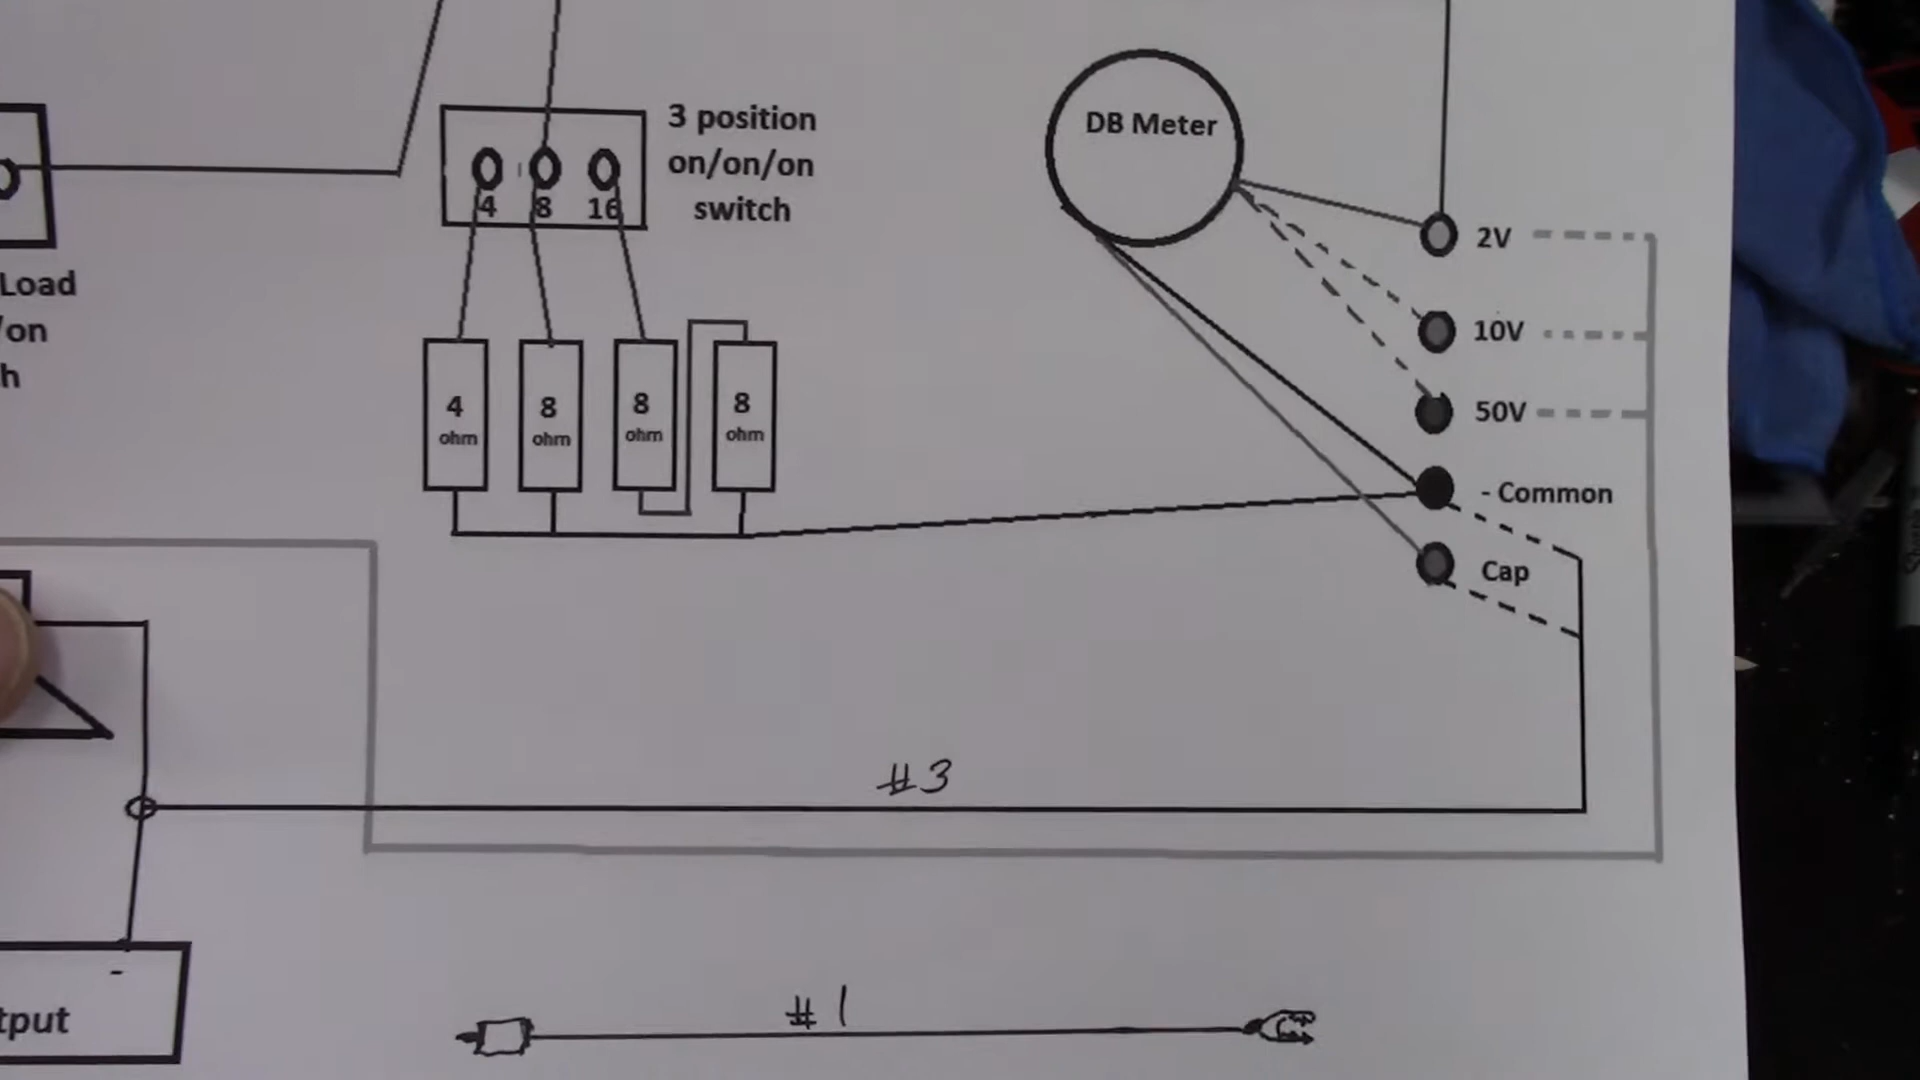 3 position
on/on/on
switch
4 8 16
DB Meter
2V
10V
50V
- Common
Cap
Load
/on
h
4
ohm
8
ohm
8
ohm
8
ohm
#3
-
tput
#1